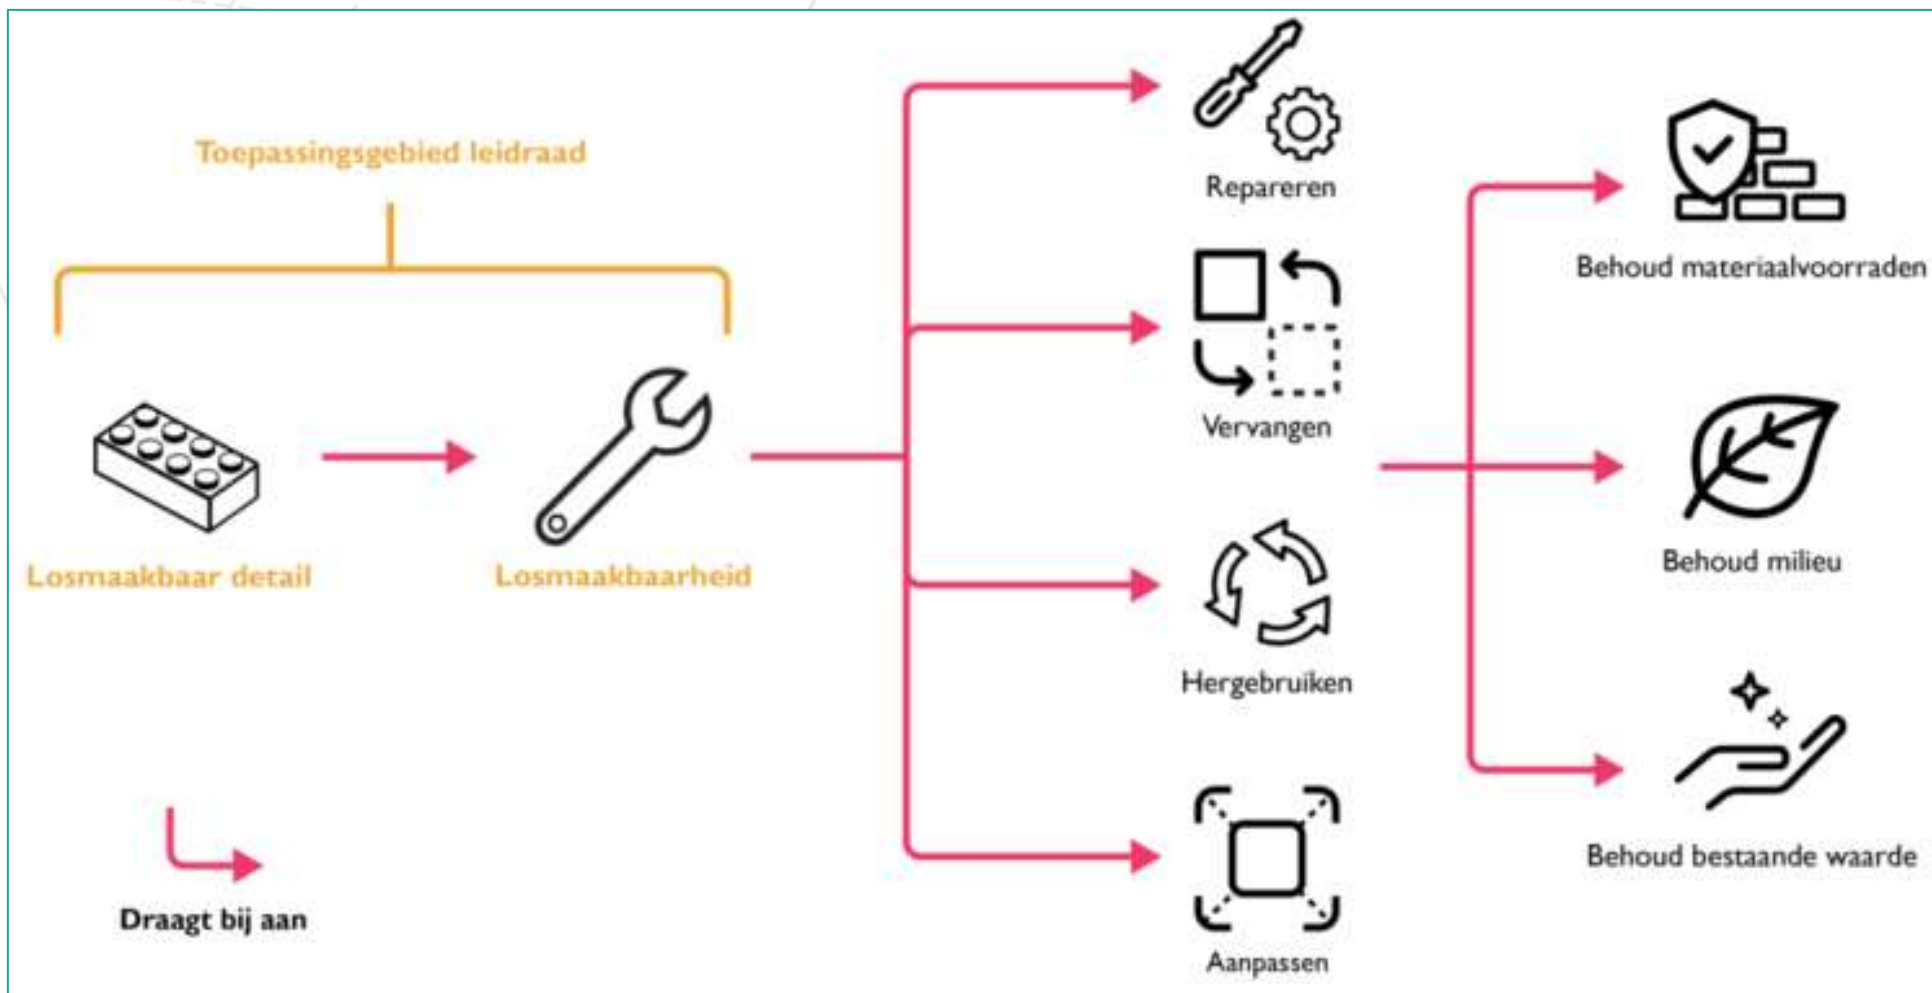 Toepassingsgebied leidraad
Losmaakbaar detail
Losmaakbaarheid
Draagt bij aan
Repareren
Vervangen
Hergebruiken
Aanpassen
Behoud materiaalvoorraden
Behoud milieu
Behoud bestaande waarde